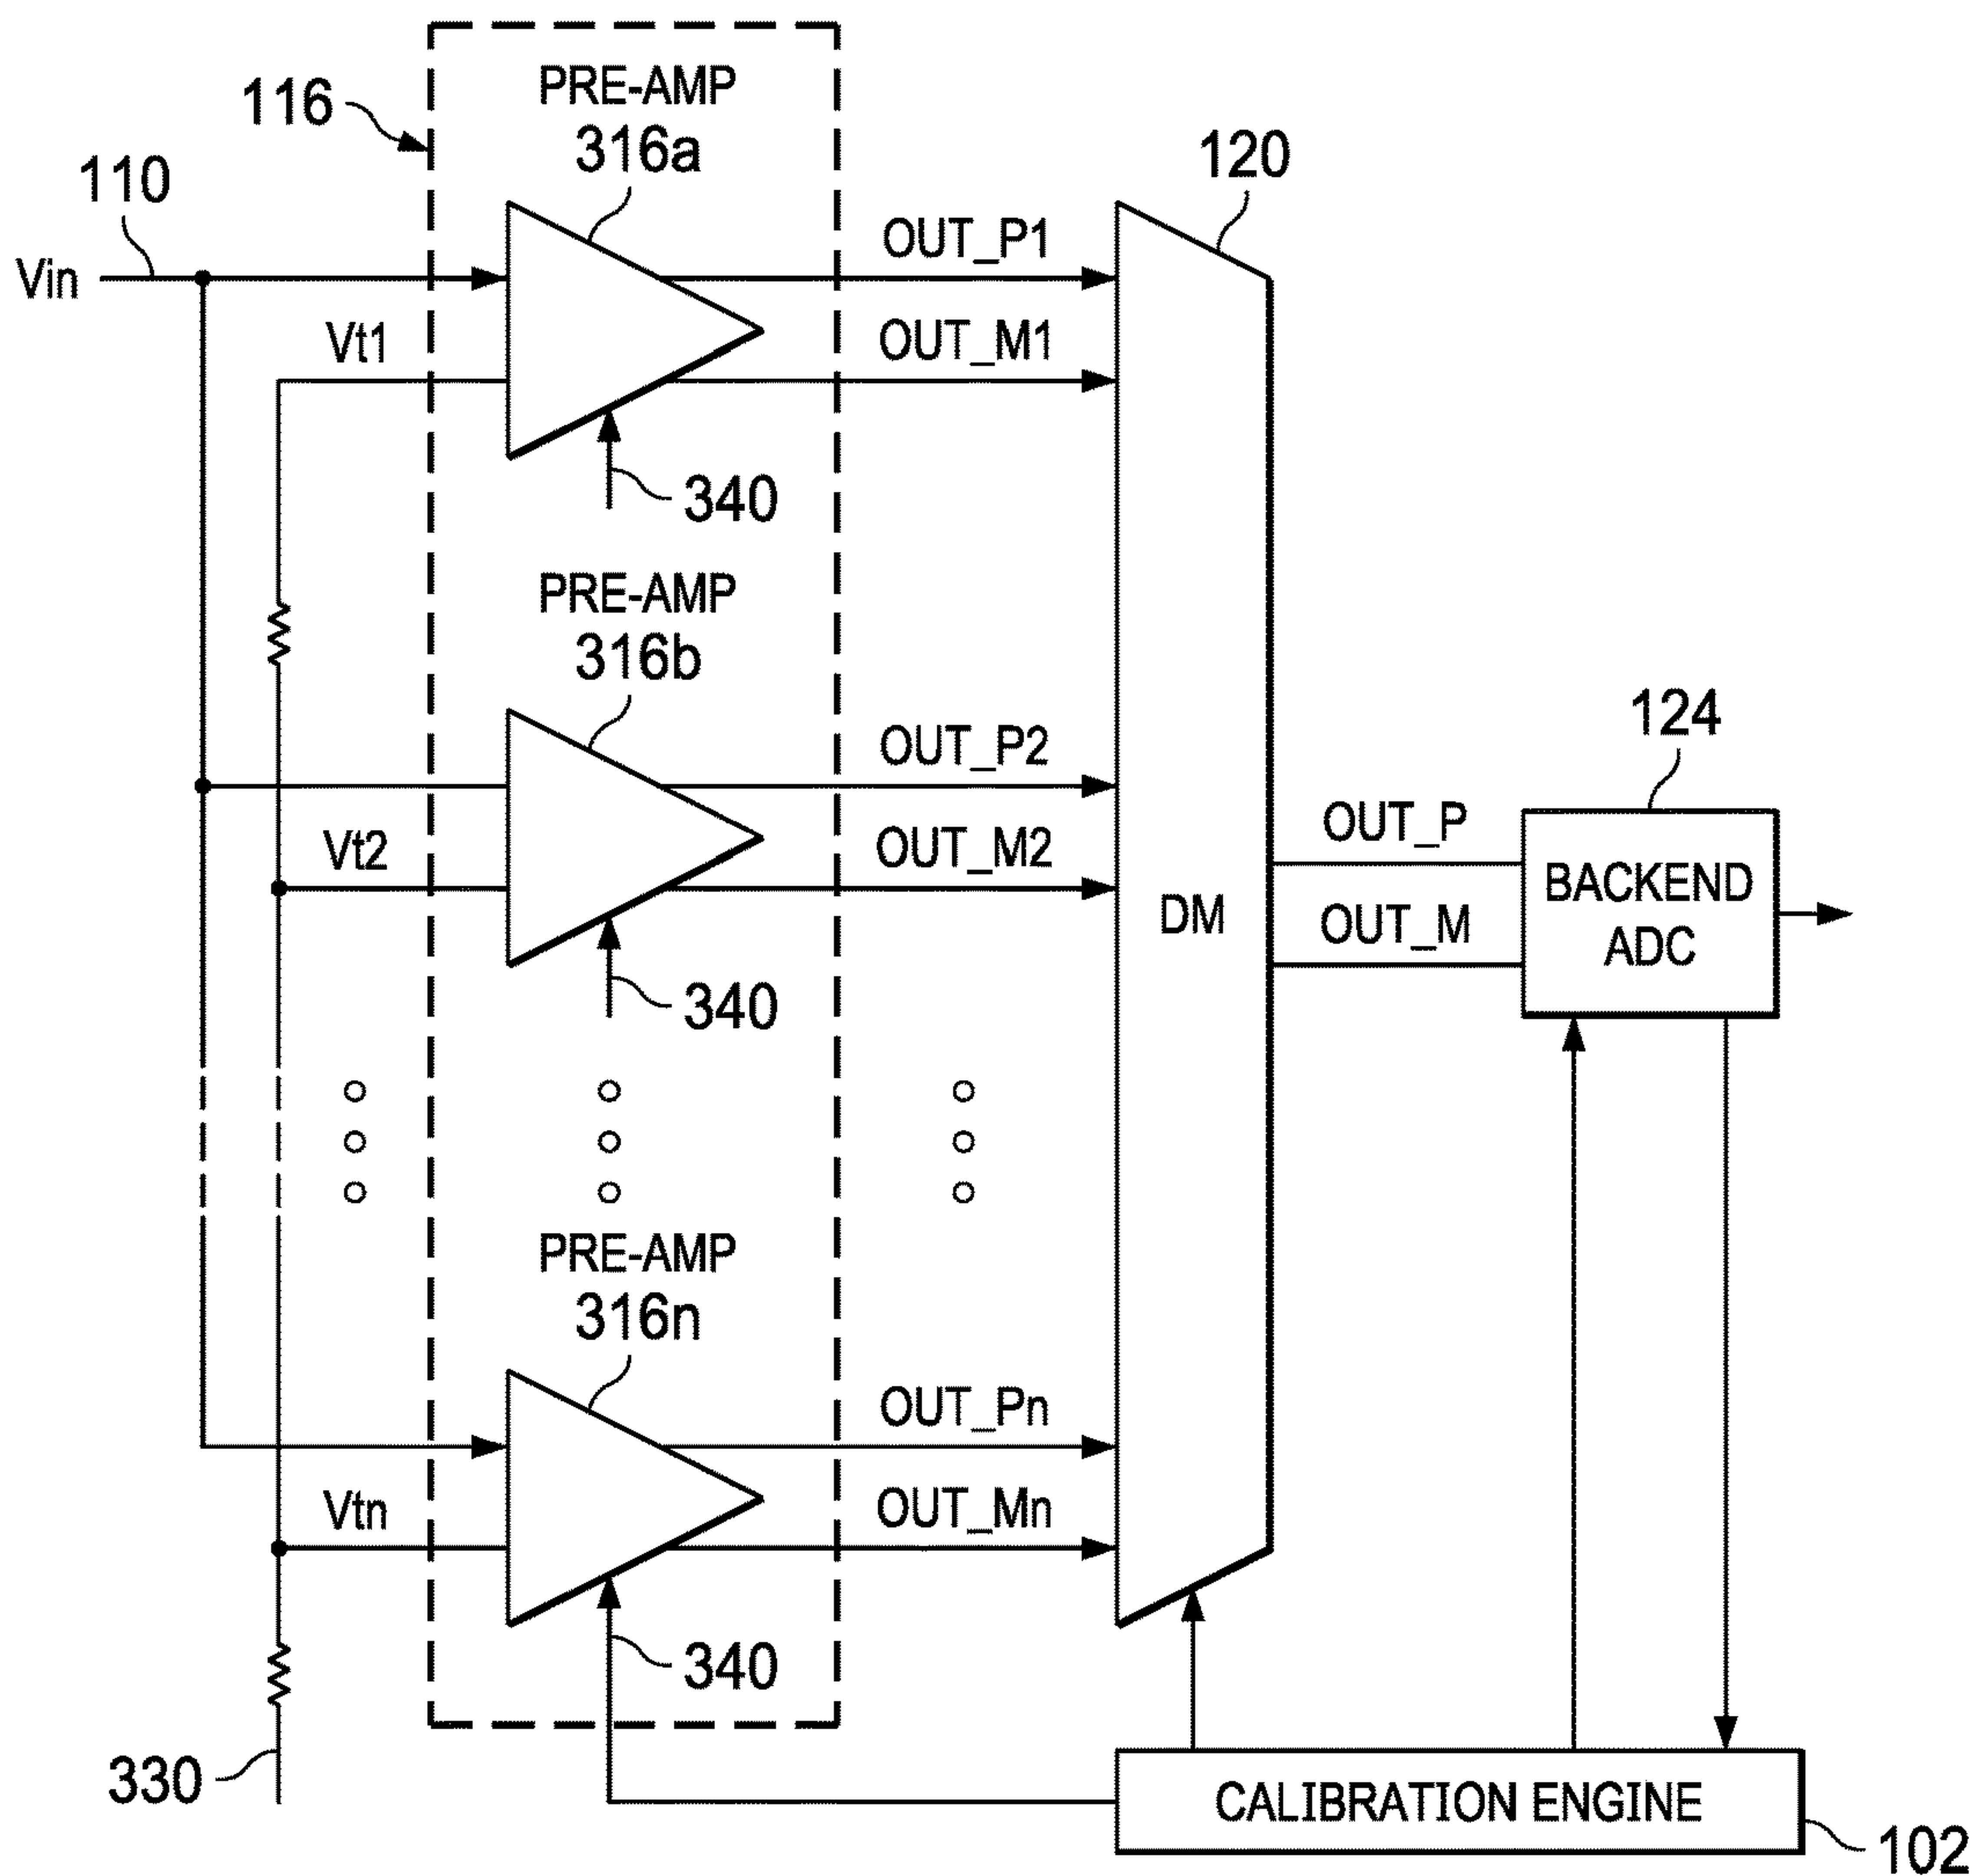 PRE-AMP
316a
116
120
110
OUT_P1
Vin
Vt1
OUT_M1
340
PRE-AMP
316b
124
OUT_P2
OUT_P
Vt2
OUT_M2
BACKEND
ADC
DM
OUT_M
340
PRE-AMP
316n
OUT_Pn
Vtn
OUT_Mn
340
330
CALIBRATION ENGINE
102